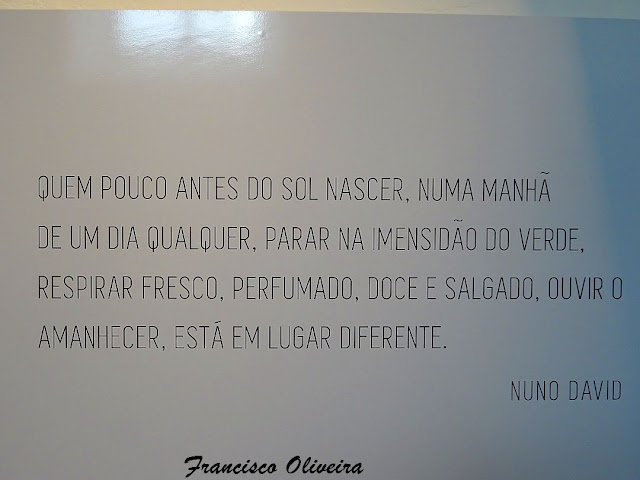 QUEM POUCO ANTES DO SOL NASCER, NUMA MANHÃ
DE UM DIA QUALQUER, PARAR NA IMENSIDÃO DO VERDE,
RESPIRAR FRESCO, PERFUMADO, DOCE E SALGADO, OUVIR O
AMANHECER, ESTÁ EM LUGAR DIFERENTE.
NUNO DAVID
Francisco Oliveira